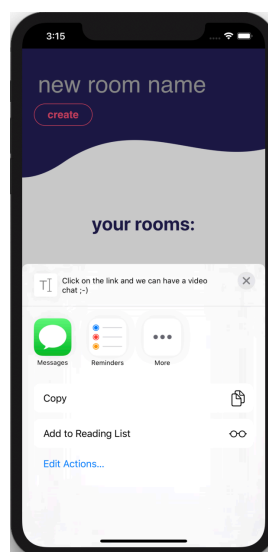 3:15
new room name
create
your rooms:
Click on the link and we can have a video
chat ;-)
Messages
Reminders
More
Copy
Add to Reading List
Edit Actions...